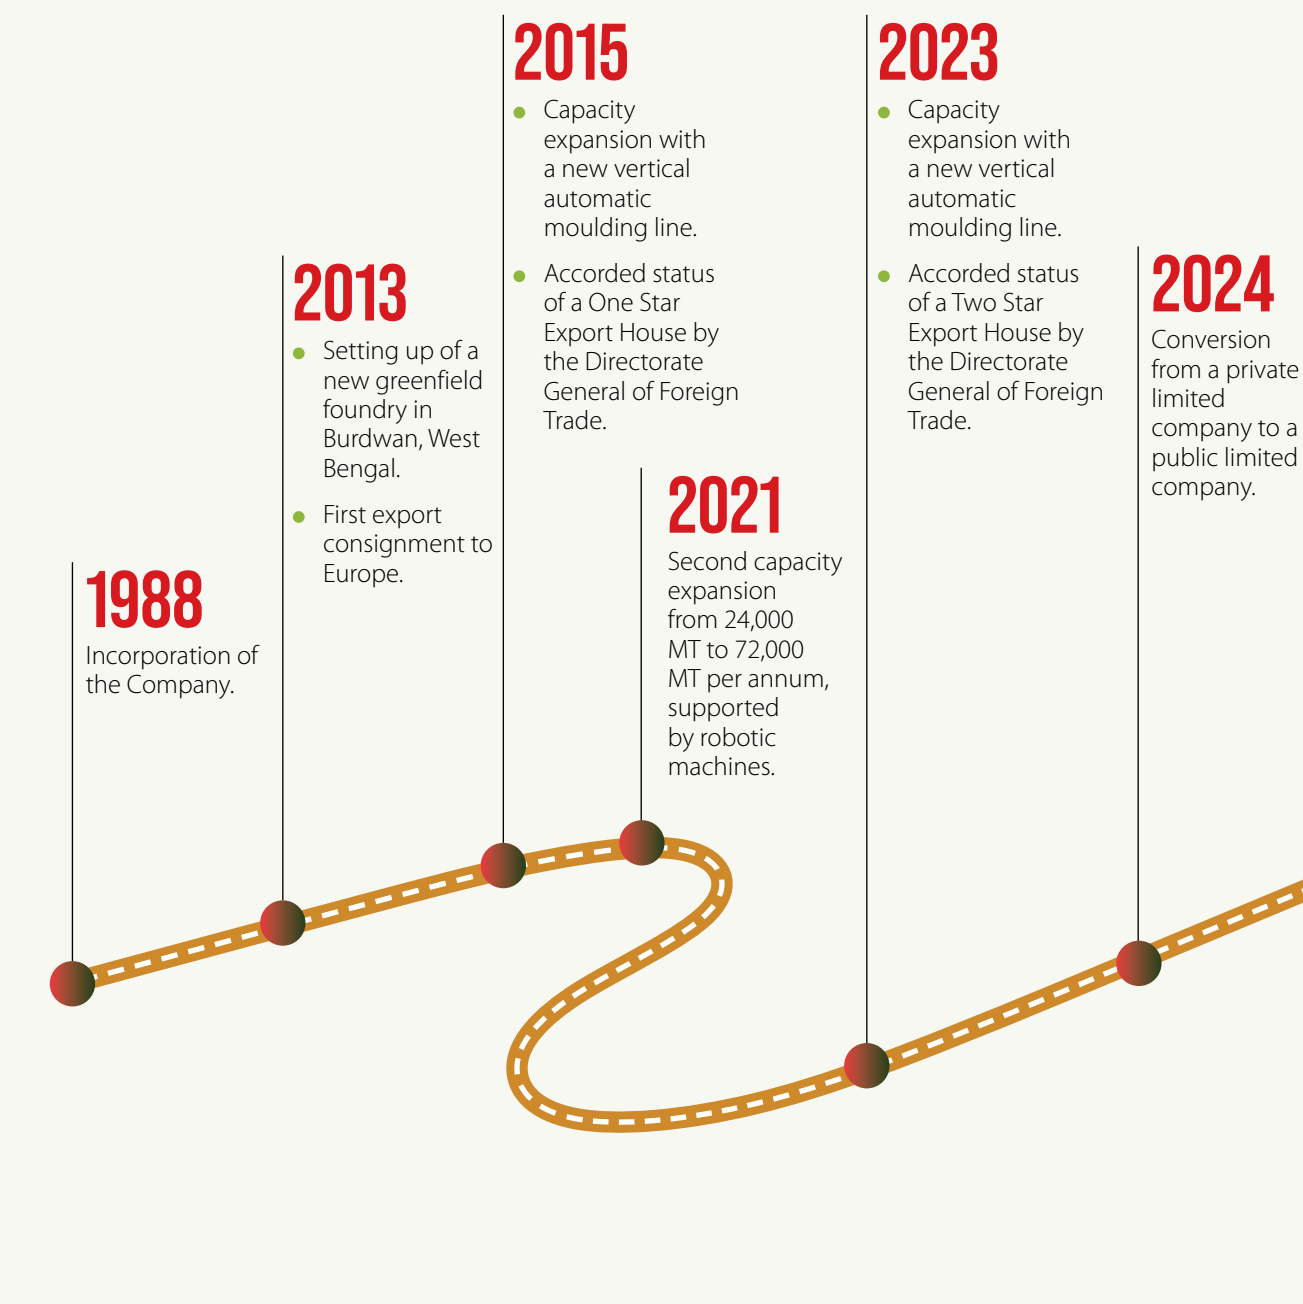 1988
Incorporation of
the Company.
2013
Setting up of a
new greenfield
foundry in
Burdwan, West
Bengal.
First export
consignment to
Europe.
2015
Capacity
expansion with
a new vertical
automatic
moulding line.
Accorded status
of a One Star
Export House by
the Directorate
General of Foreign
Trade.
2021
Second capacity
expansion
from 24,000
MT to 72,000
MT per annum,
supported
by robotic
machines.
2023
Capacity
expansion with
a new vertical
automatic
moulding line.
Accorded status
of a Two Star
Export House by
the Directorate
General of Foreign
Trade.
2024
Conversion
from a private
limited
company to a
public limited
company.